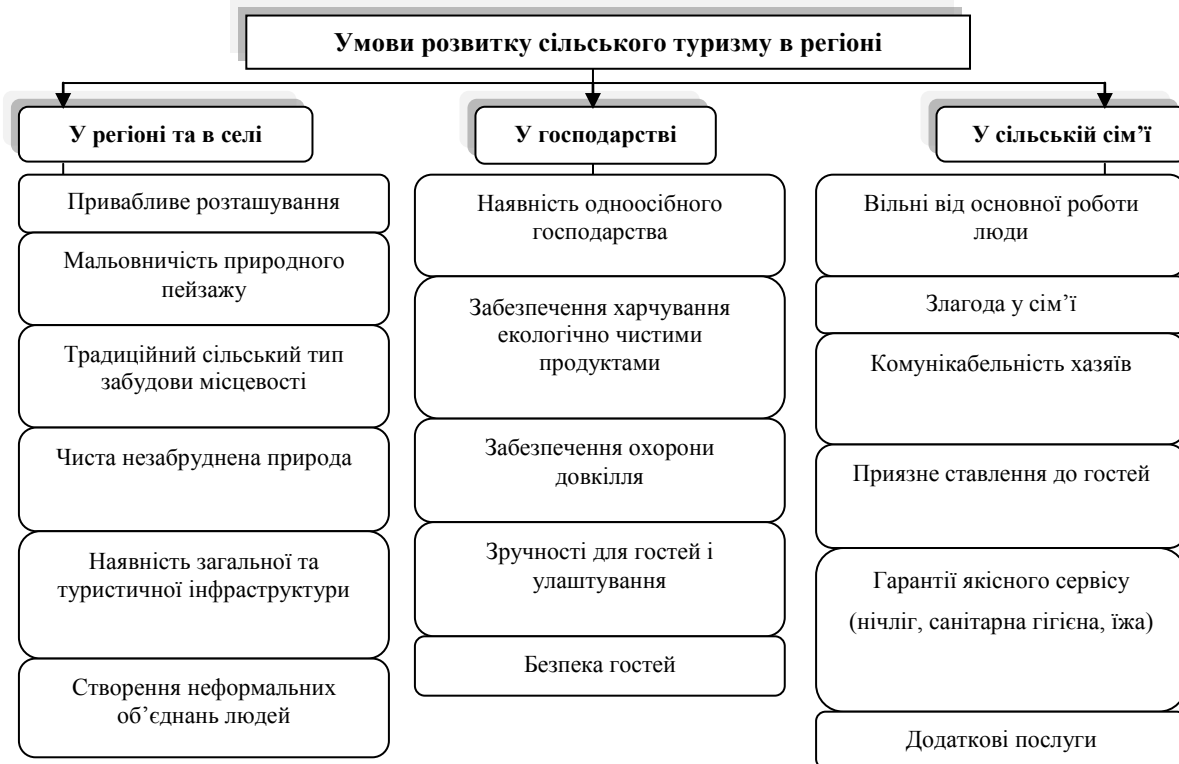 Умови розвитку сільського туризму в регіоні
У регіоні та в селі
Привабливе розташування
Мальовничість природного
пейзажу
Традиційний сільський тип
забудови місцевості
Чиста незабруднена природа
Наявність загальної та
туристичної інфраструктури
Створення неформальних
об’єднань людей
У господарстві
Наявність одноосібного
господарства
Забезпечення харчування
екологічно чистими
продуктами
Забезпечення охорони
довкілля
Зручності для гостей і
улаштування
Безпека гостей
У сільській сім’ї
Вільні від основної роботи
люди
Злагода у сім’ї
Комунікабельність хазяїв
Приязне ставлення до гостей
Гарантії якісного сервісу
(нічліг, санітарна гігієна, їжа)
Додаткові послуги